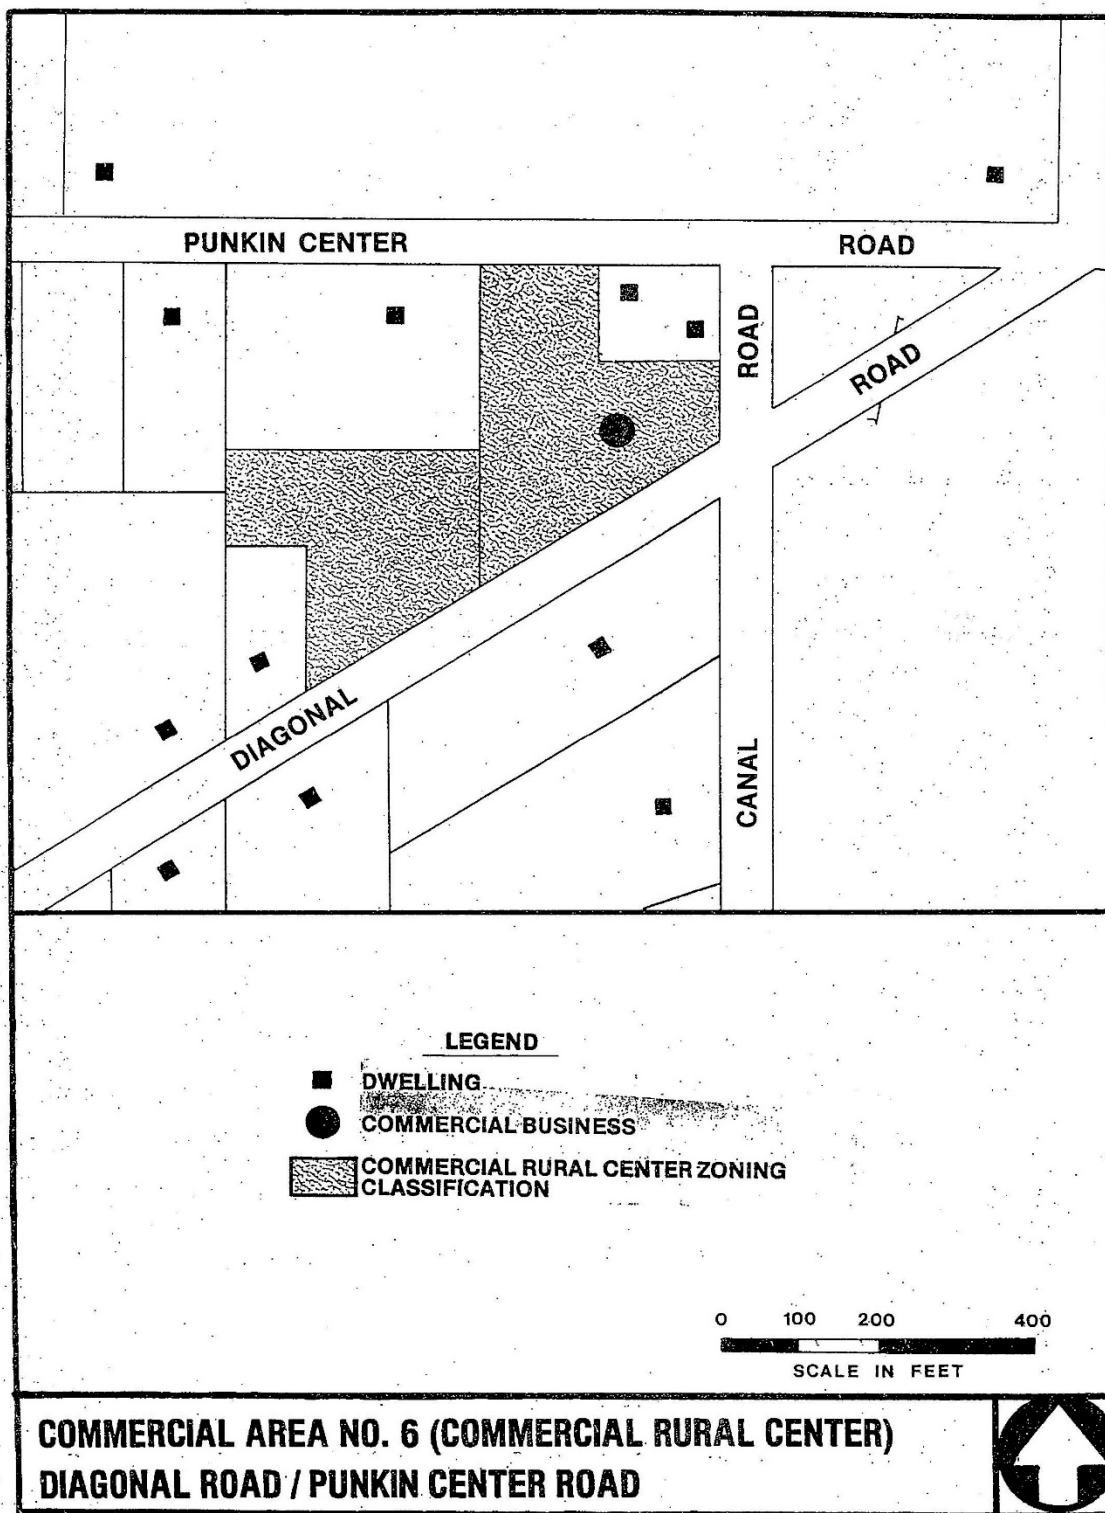 PUNKIN CENTER ROAD
ROAD
ROAD
DIAGONAL
CANAL
LEGEND
DWELLING
COMMERCIAL BUSINESS
COMMERCIAL RURAL CENTER ZONING
CLASSIFICATION
0 100 200 400
SCALE IN FEET
COMMERCIAL AREA NO. 6 (COMMERCIAL RURAL CENTER)
DIAGONAL ROAD / PUNKIN CENTER ROAD